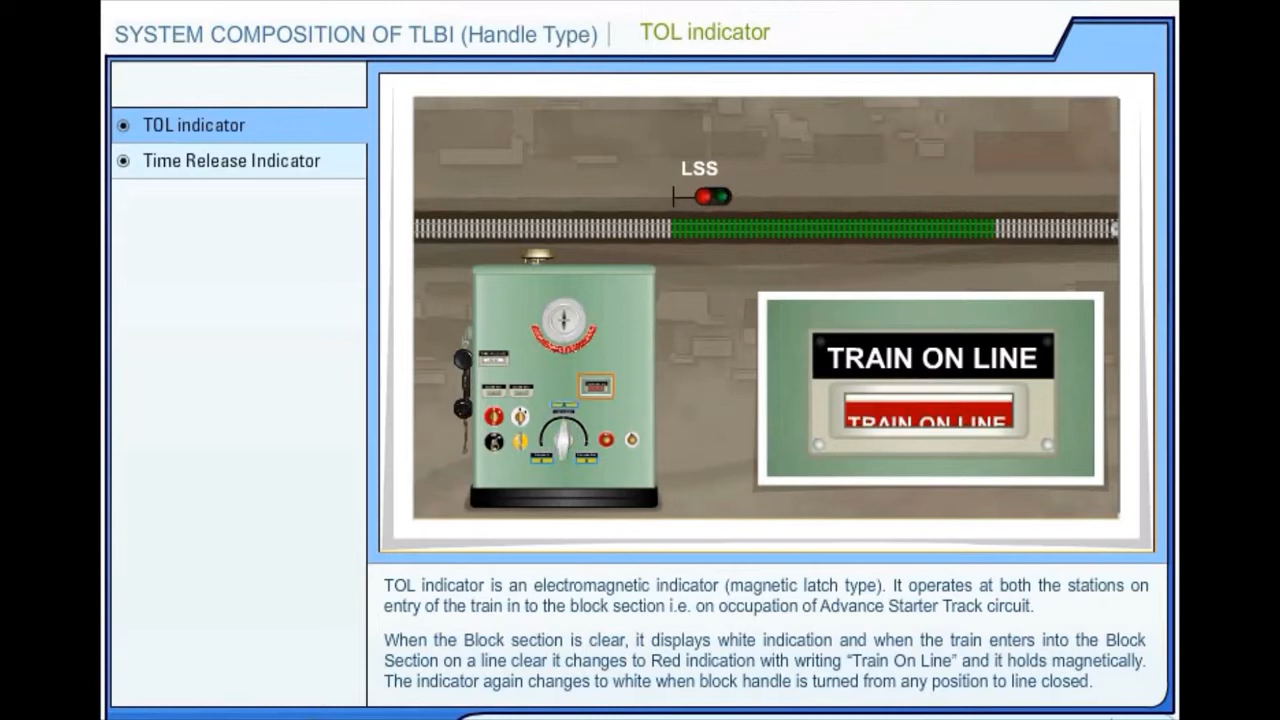 SYSTEM COMPOSITION OF TLBI (Handle Type)
TOL indicator
TOL indicator
Time Release Indicator
LSS
TRAIN ON LINE
TRAIN ON LINE
TOL indicator is an electromagnetic indicator (magnetic latch type). It operates at both the stations on
entry of the train in to the block section i.e. on occupation of Advance Starter Track circuit.
When the Block section is clear, it displays white indication and when the train enters into the Block
Section on a line clear it changes to Red indication with writing “Train On Line” and it holds magnetically.
The indicator again changes to white when block handle is turned from any position to line closed.